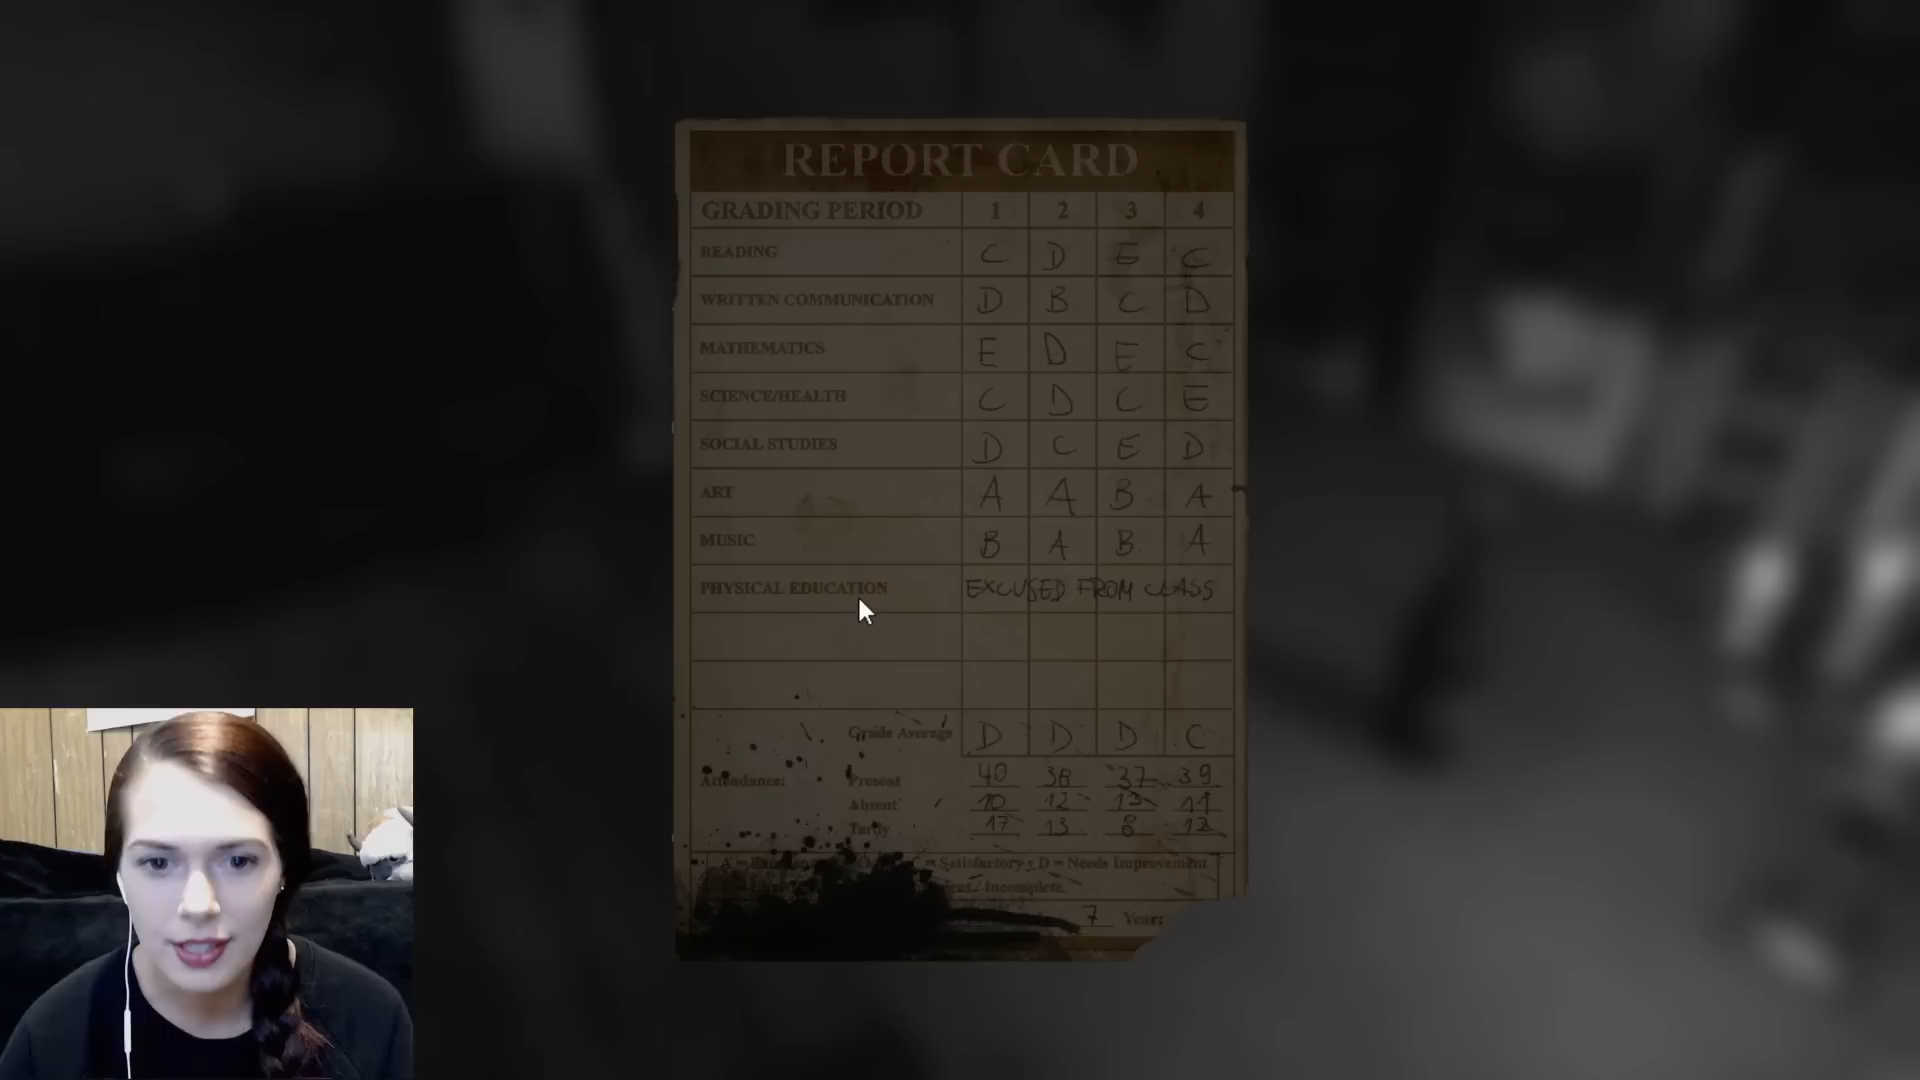 REPORT CARD
GRADING PERIOD 1 2 3 4
READING C D E C
WRITTEN COMMUNICATION D B C D
MATHEMATICS E D E C
SCIENCE/HEALTH C D C E
SOCIAL STUDIES D C E D
ART A A B A
MUSIC B A B A
PHYSICAL EDUCATION EXCUSED FROM CLASS
Grade Average D D D C
Attendance: Present 40 38 37 39
Absent 10 12 13 11
Tardy 17 13 8 12
C = Satisfactory D = Needs Improvement
/ Incomplete
7 Year: